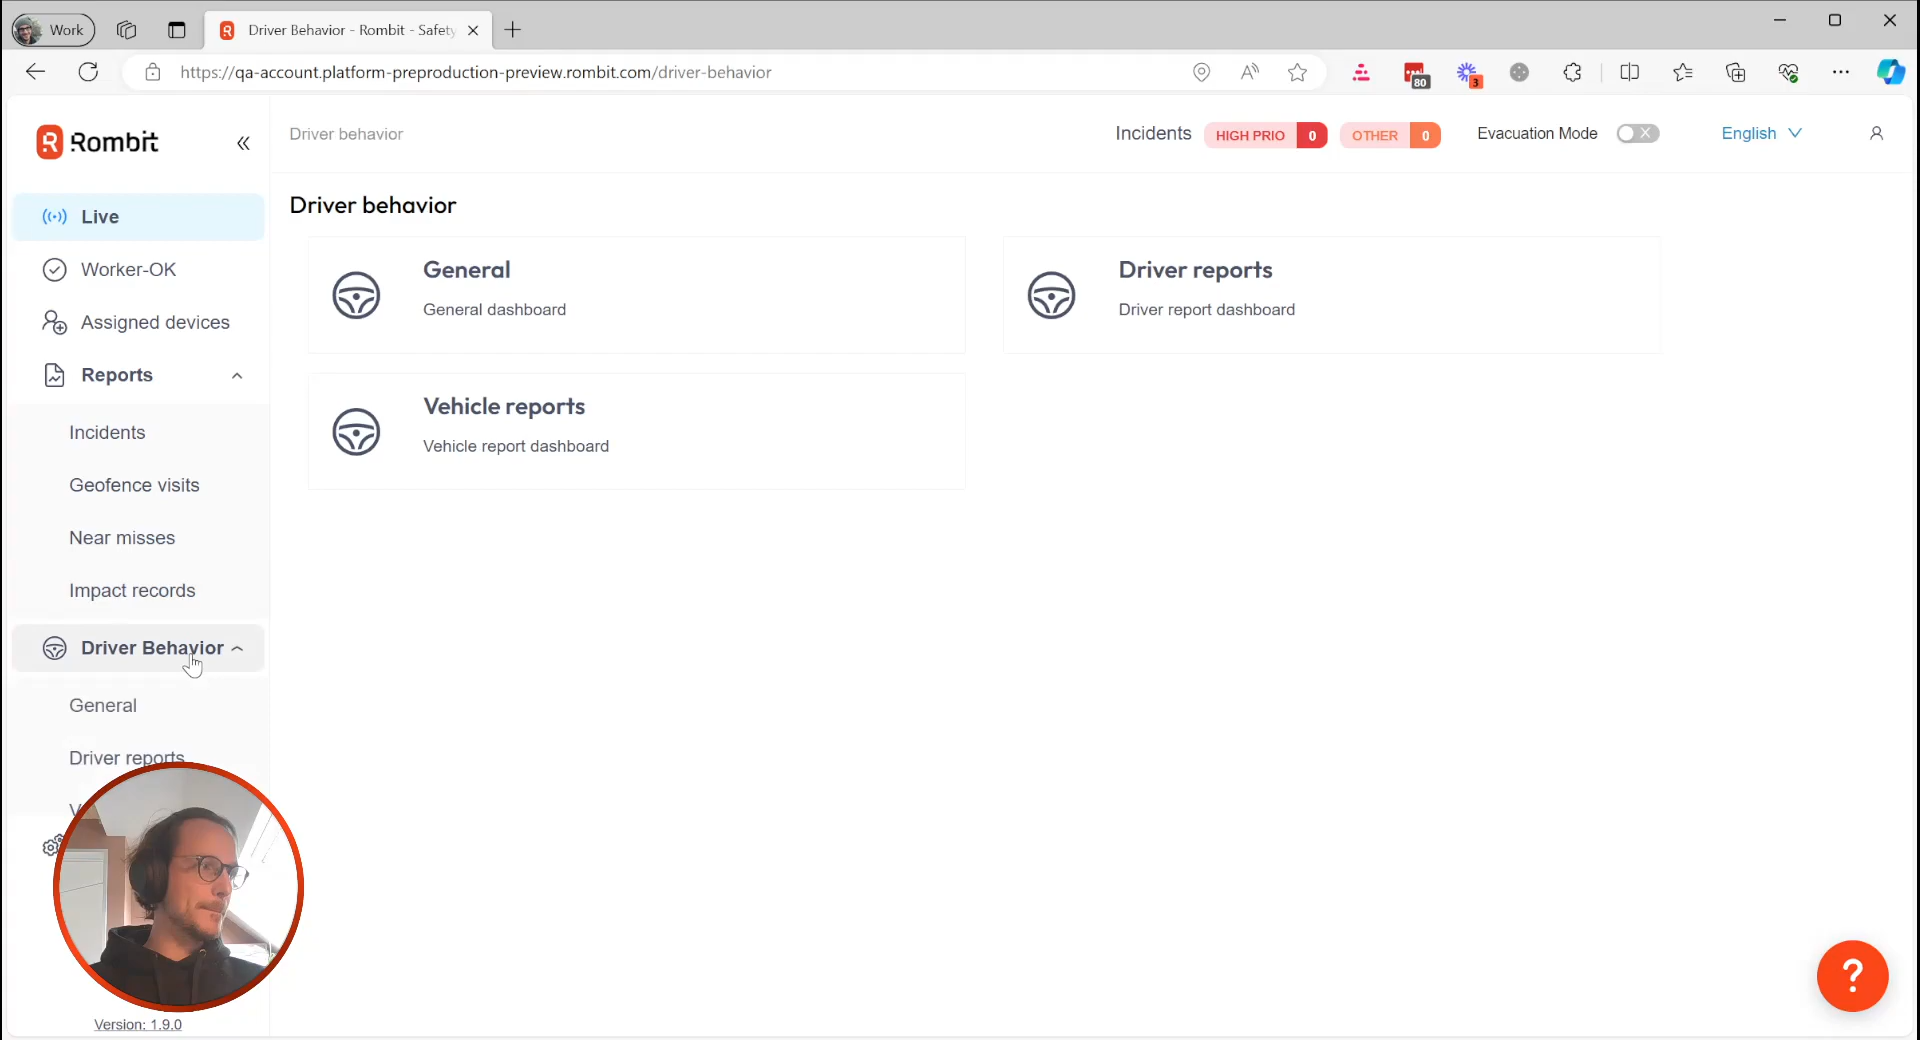 Work
Driver Behavior - Rombit - Safety
https://qa-account.platform-preproduction-preview.rombit.com/driver-behavior
80
3
Rombit
Driver behavior
Incidents
HIGH PRIO 0
OTHER 0
Evacuation Mode
English
Live
Worker-OK
Assigned devices
Reports
Incidents
Geofence visits
Near misses
Impact records
Driver Behavior
General
Driver reports
Version: 1.9.0
Driver behavior
General
General dashboard
Driver reports
Driver report dashboard
Vehicle reports
Vehicle report dashboard
?